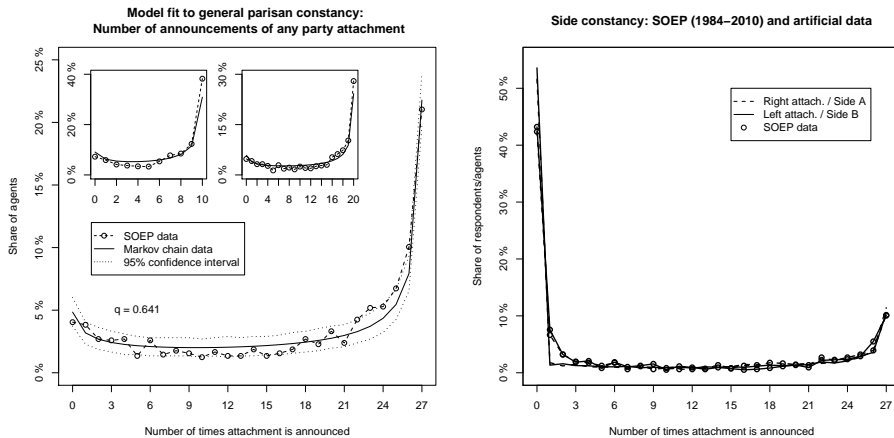 Model fit to general parisan constancy:
Number of announcements of any party attachment
Share of agents
0 %
5 %
10 %
15 %
20 %
25 %
0 %
20 %
40 %
0 2 4 6 8 10
0 %
15 %
30 %
0 4 8 12 16 20
SOEP data
Markov chain data
95% confidence interval
q = 0.641
0 3 6 9 12 15 18 21 24 27
Number of times attachment is announced
Side constancy: SOEP (1984–2010) and artificial data
Share of respondents/agents
0 %
10 %
20 %
30 %
40 %
50 %
Right attach. / Side A
Left attach. / Side B
SOEP data
0 3 6 9 12 15 18 21 24 27
Number of times attachment is announced